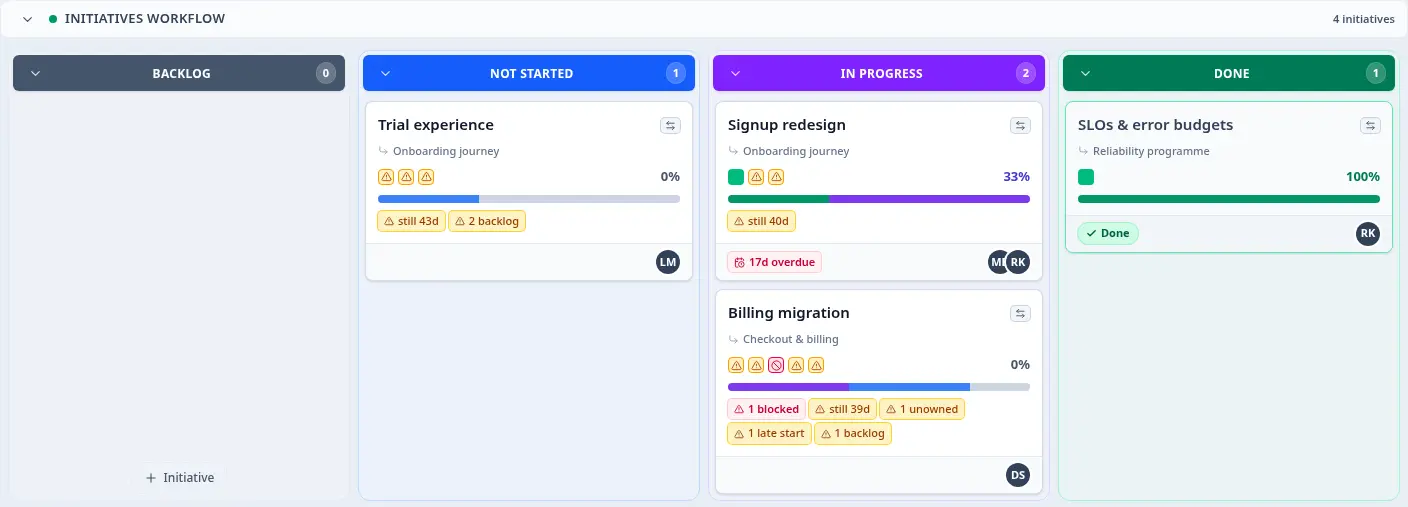 INITIATIVES WORKFLOW
4 initiatives
BACKLOG
0
Initiative
NOT STARTED
1
Trial experience
Onboarding journey
0%
still 43d
2 backlog
LM
IN PROGRESS
2
Signup redesign
Onboarding journey
33%
still 40d
17d overdue
RK
Billing migration
Checkout & billing
0%
1 blocked
still 39d
1 unowned
1 late start
1 backlog
DS
DONE
1
SLOs & error budgets
Reliability programme
100%
Done
RK